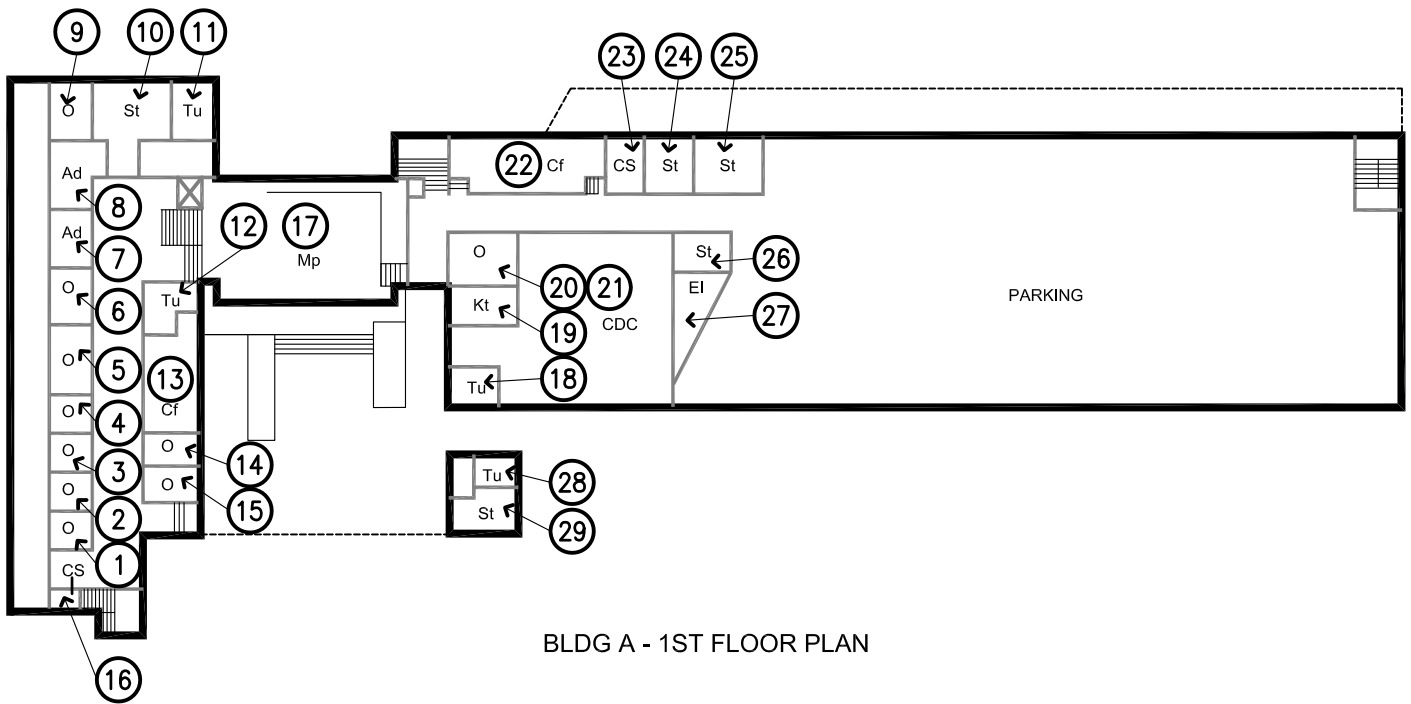 9 10 11
23 24 25
O St Tu
22 Cf CS St St
Ad
8
12 17
Ad
7
Mp
O St 26
20 21
EI
O
6
Tu
Kt
19
CDC
27
PARKING
O
5
13
Tu 18
Cf
O
4
O
3
O 14
O
2
O 15
Tu 28
St
29
O
1
CS
BLDG A - 1ST FLOOR PLAN
16